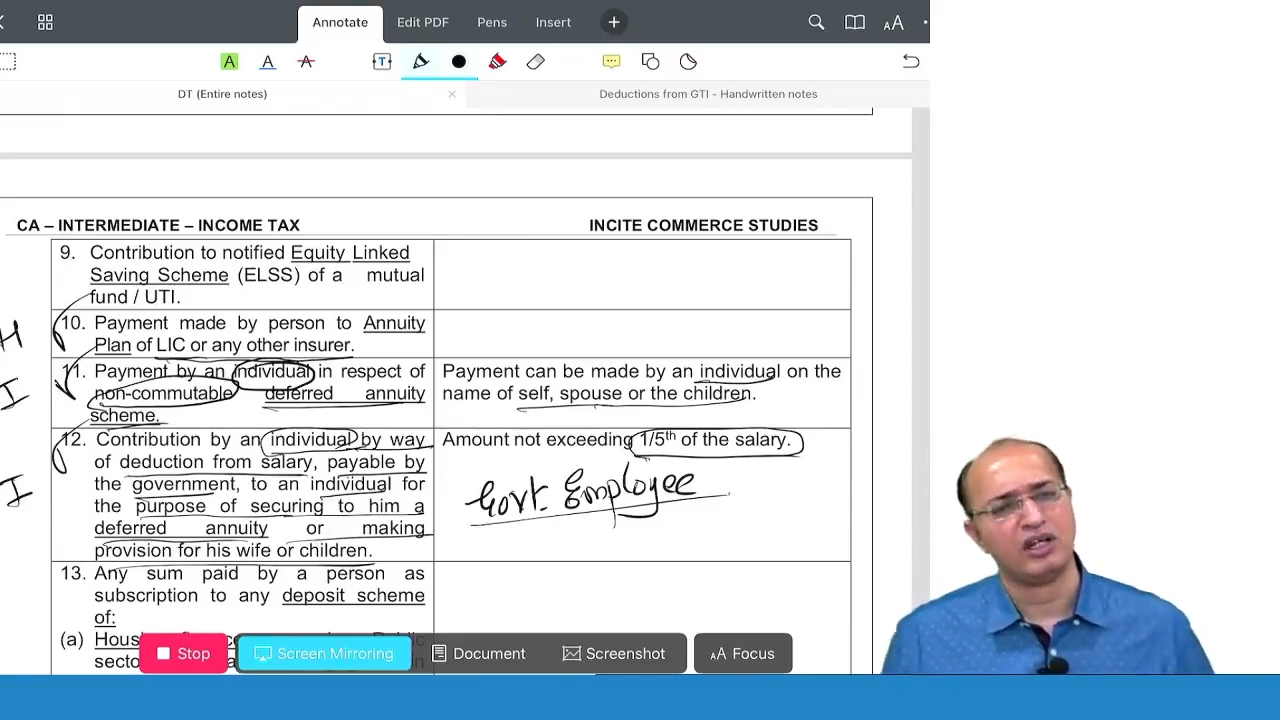 Annotate Edit PDF Pens Insert +
AA
A A A T
DT (Entire notes) × Deductions from GTI - Handwritten notes
CA – INTERMEDIATE – INCOME TAX INCITE COMMERCE STUDIES
9. Contribution to notified Equity Linked
Saving Scheme (ELSS) of a mutual
fund / UTI.
H
10. Payment made by person to Annuity
Plan of LIC or any other insurer.
I
11. Payment by an individual in respect of
non-commutable deferred annuity
scheme.
Payment can be made by an individual on the
name of self, spouse or the children.
I
12. Contribution by an individual by way
of deduction from salary, payable by
the government, to an individual for
the purpose of securing to him a
deferred annuity or making
provision for his wife or children.
Amount not exceeding 1/5th of the salary.
Govt. Employee
13. Any sum paid by a person as
subscription to any deposit scheme
of:
(a)
Stop Screen Mirroring Document Screenshot AA Focus